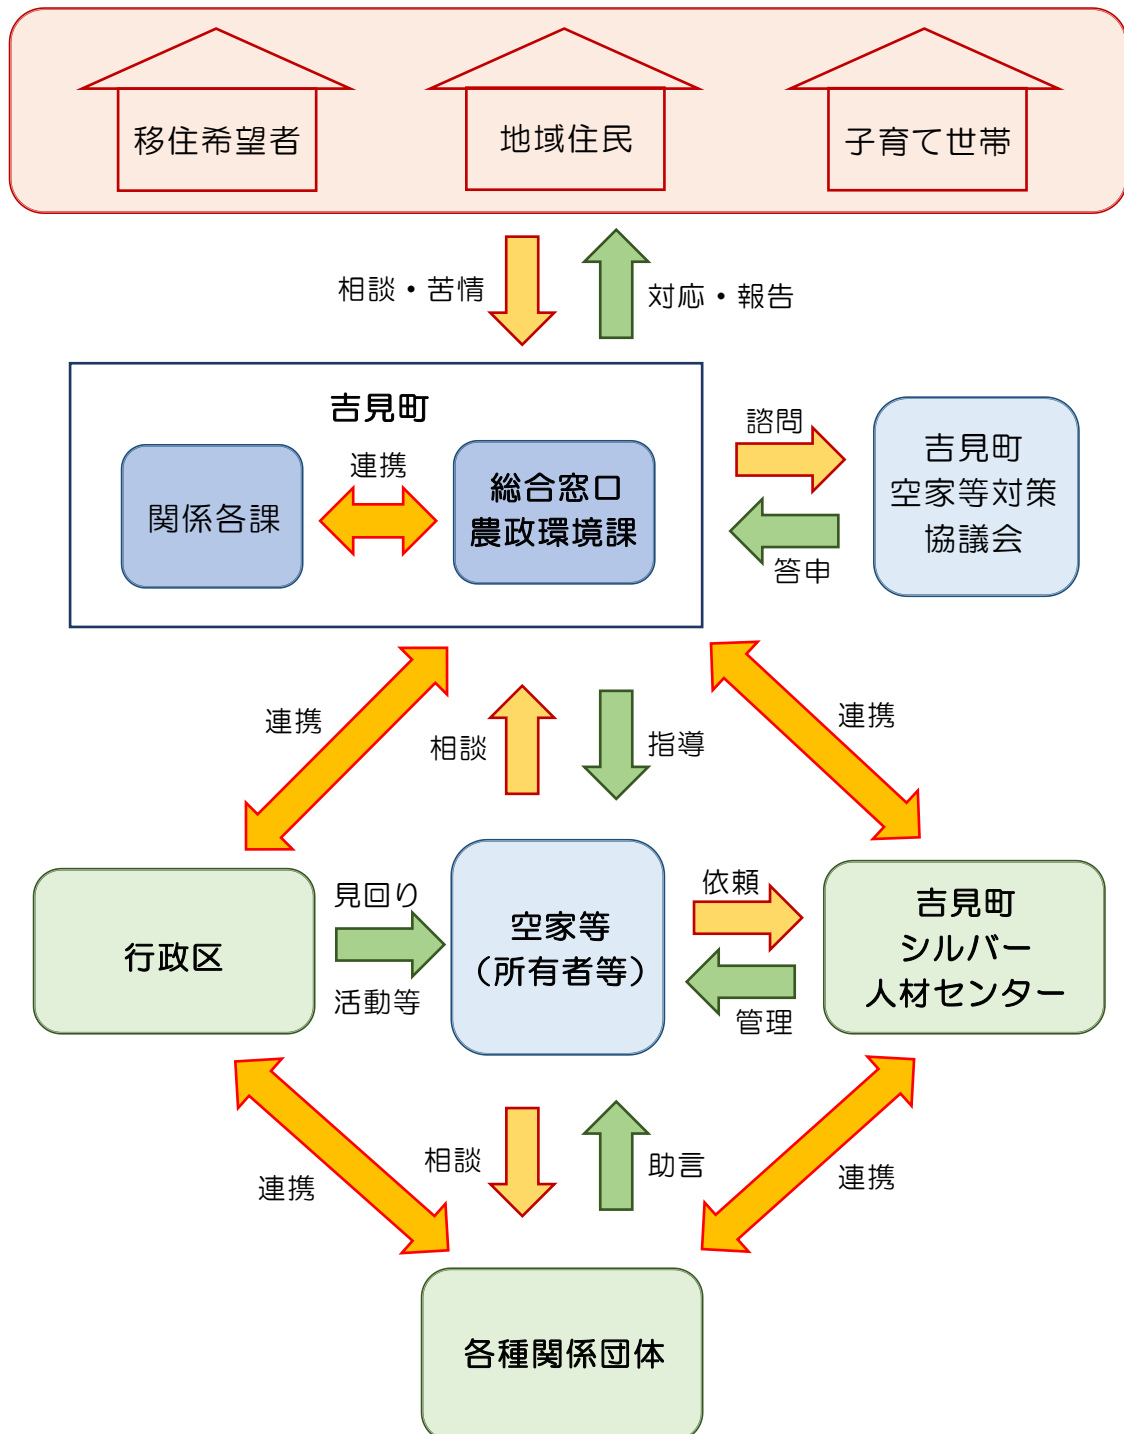 移住希望者
地域住民
子育て世帯
相談・苦情
対応・報告
吉見町
関係各課
連携
総合窓口
農政環境課
諮問
答申
吉見町
空家等対策
協議会
連携
相談
指導
連携
行政区
見回り
活動等
空家等
（所有者等）
依頼
管理
吉見町
シルバー
人材センター
連携
相談
助言
連携
各種関係団体